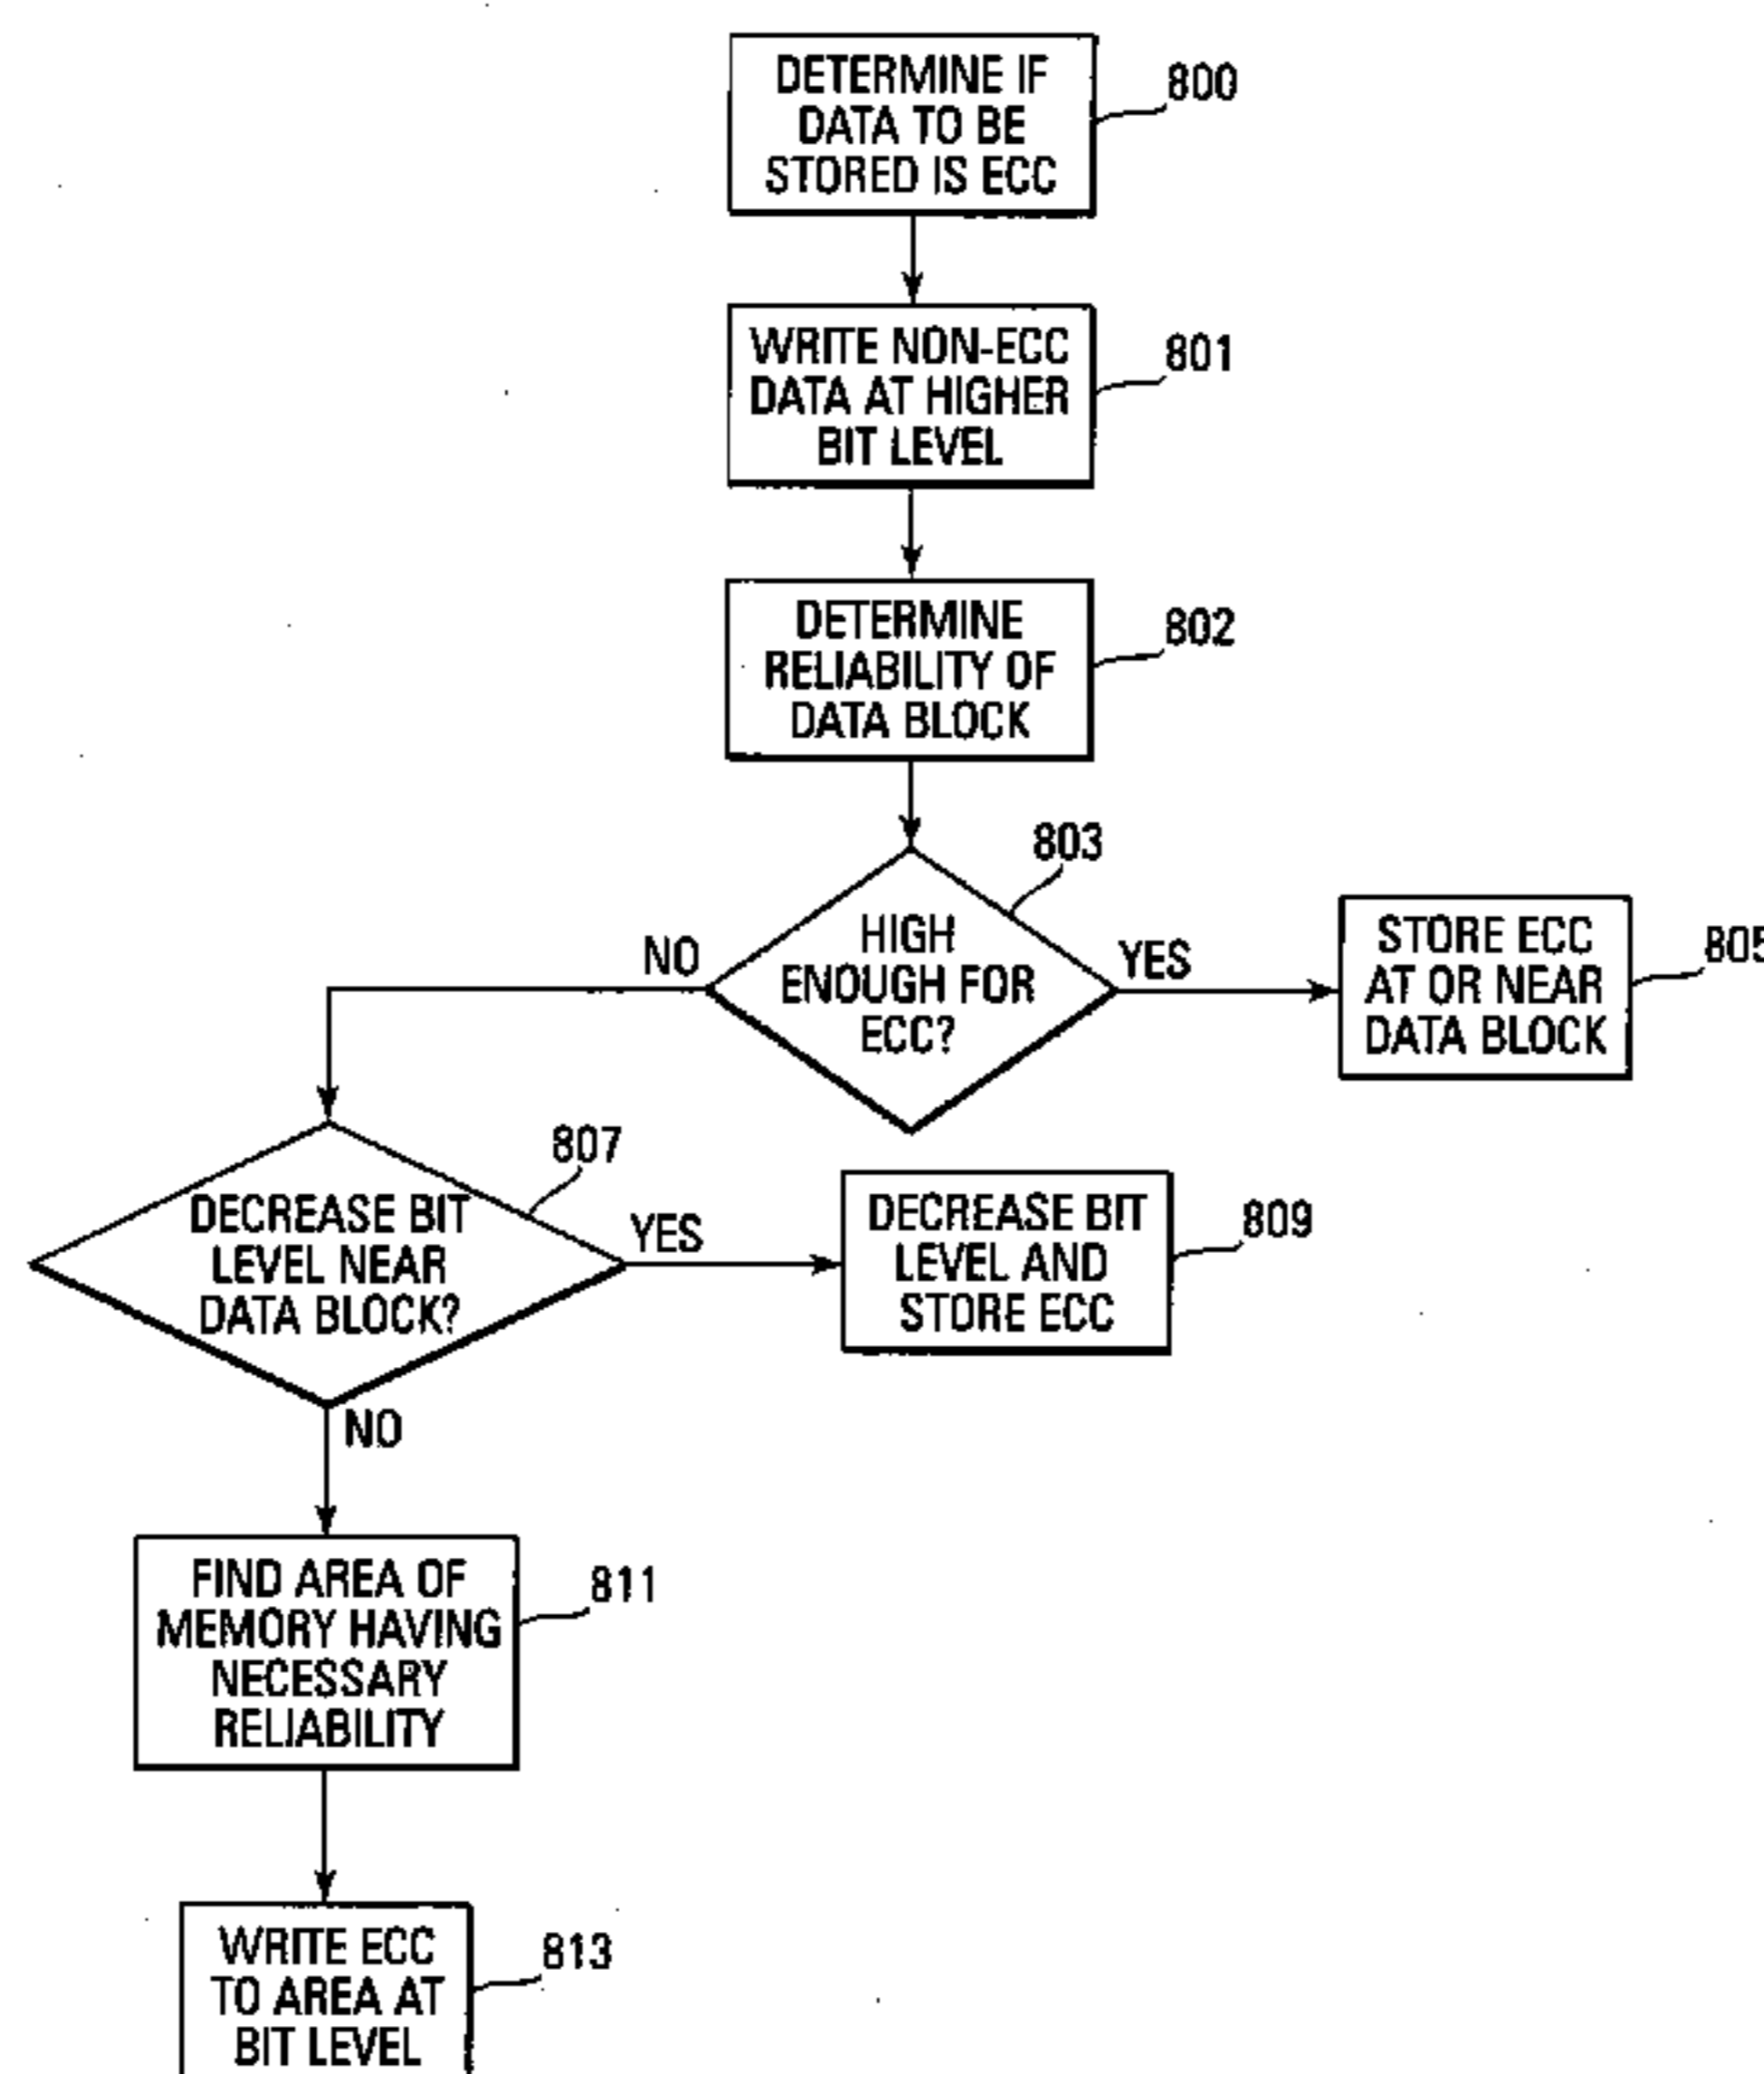 DETERMINE IF
DATA TO BE
STORED IS ECC
800
WRITE NON-ECC
DATA AT HIGHER
BIT LEVEL
801
DETERMINE
RELIABILITY OF
DATA BLOCK
802
803
HIGH
ENOUGH FOR
ECC?
NO
YES
STORE ECC
AT OR NEAR
DATA BLOCK
805
807
DECREASE BIT
LEVEL NEAR
DATA BLOCK?
YES
DECREASE BIT
LEVEL AND
STORE ECC
809
NO
FIND AREA OF
MEMORY HAVING
NECESSARY
RELIABILITY
811
WRITE ECC
TO AREA AT
BIT LEVEL
813